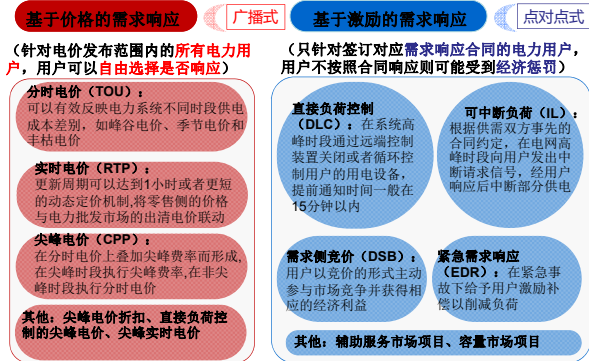 基于价格的需求响应
广播式
（针对电价发布范围内的所有电力用
户，用户可以自由选择是否响应）
分时电价（TOU）：
可以有效反映电力系统不同时段供电
成本差别，如峰谷电价、季节电价和
丰枯电价
实时电价（RTP）：
更新周期可以达到1小时或者更短
的动态定价机制,将零售侧的价格
与电力批发市场的出清电价联动
尖峰电价（CPP）：
在分时电价上叠加尖峰费率而形成,
在尖峰时段执行尖峰费率,在非尖
峰时段执行分时电价
其他：尖峰电价折扣、直接负荷控
制的尖峰电价、尖峰实时电价
基于激励的需求响应
点对点式
（只针对签订对应需求响应合同的电力用户，
用户不按照合同响应则可能受到经济惩罚）
直接负荷控制
（DLC）：在系统高
峰时段通过远端控制
装置关闭或者循环控
制用户的用电设备，
提前通知时间一般在
15分钟以内
可中断负荷（IL）：
根据供需双方事先的
合同约定，在电网高
峰时段向用户发出中
断请求信号，经用户
响应后中断部分供电
需求侧竞价（DSB）：
用户以竞价的形式主动
参与市场竞争并获得相
应的经济利益
紧急需求响应
（EDR）：在紧急事
故下给予用户激励补
偿以削减负荷
其他：辅助服务市场项目、容量市场项目